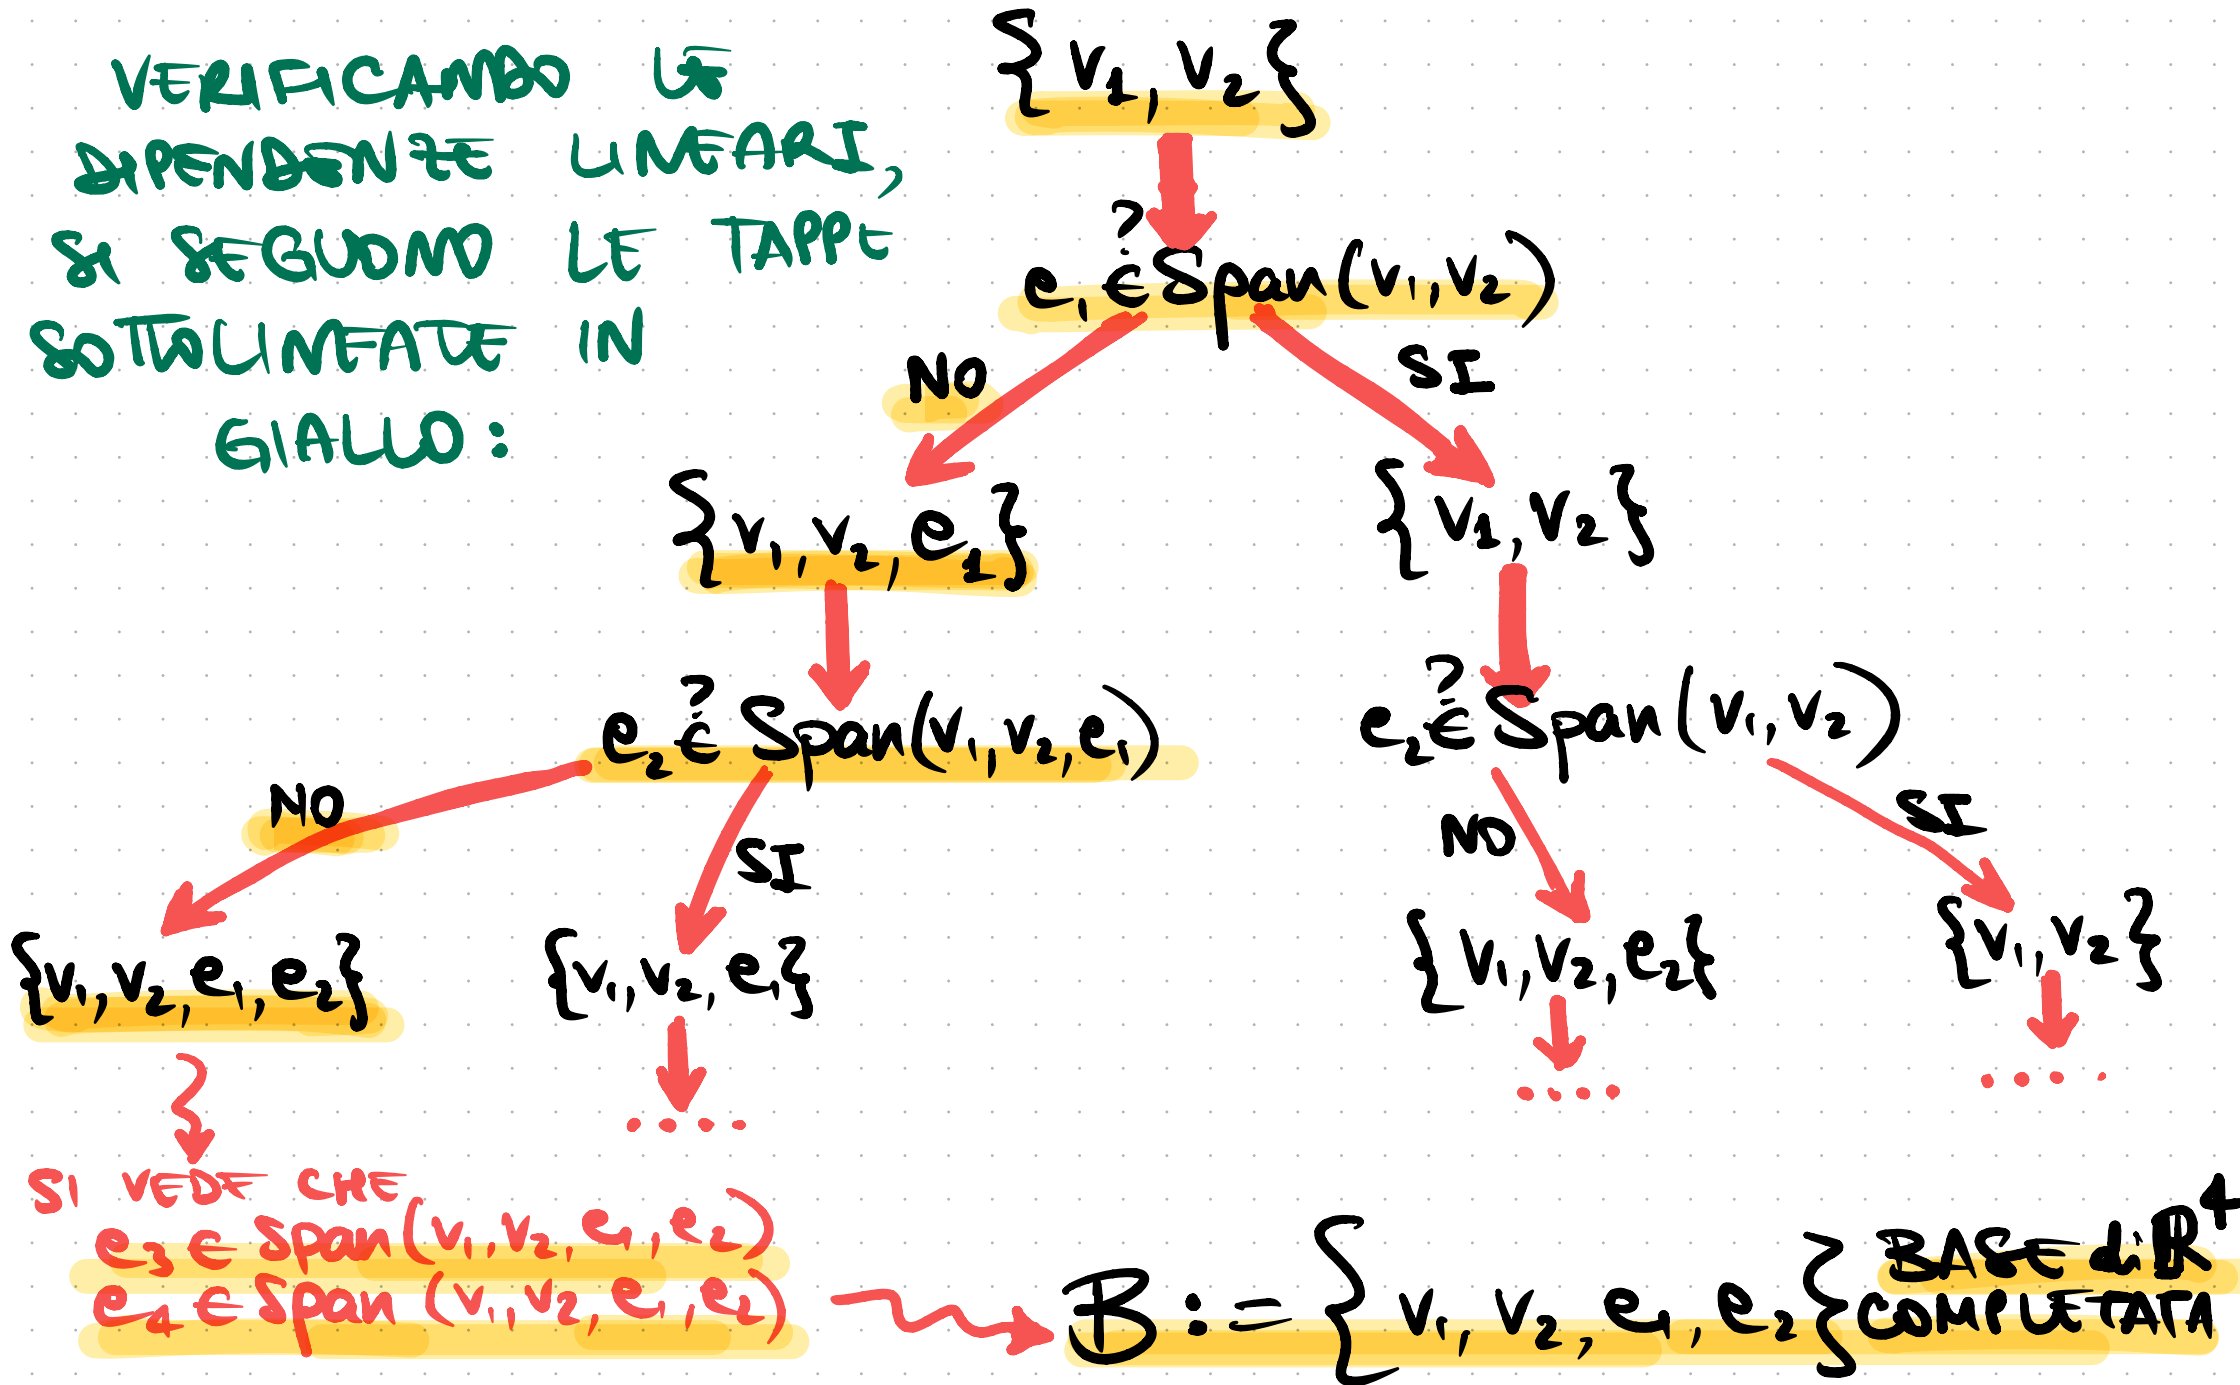 VERIFICANDO LE
DIPENDENZE LINEARI,
SI SEGUONO LE TAPPE
SOTTOLINEATE IN
GIALLO:
{v1, v2}
?
e1 ∈ Span(v1, v2)
NO
SI
{v1, v2, e1}
{v1, v2}
?
e2 ∈ Span(v1, v2, e1)
?
e2 ∈ Span(v1, v2)
NO
SI
NO
SI
{v1, v2, e1, e2}
{v1, v2, e1}
{v1, v2, e2}
{v1, v2}
....
....
....
SI VEDE CHE
e3 ∈ Span(v1, v2, e1, e2)
e4 ∈ Span(v1, v2, e1, e2)
B := {v1, v2, e1, e2}
BASE di ℝ⁴
COMPLETATA